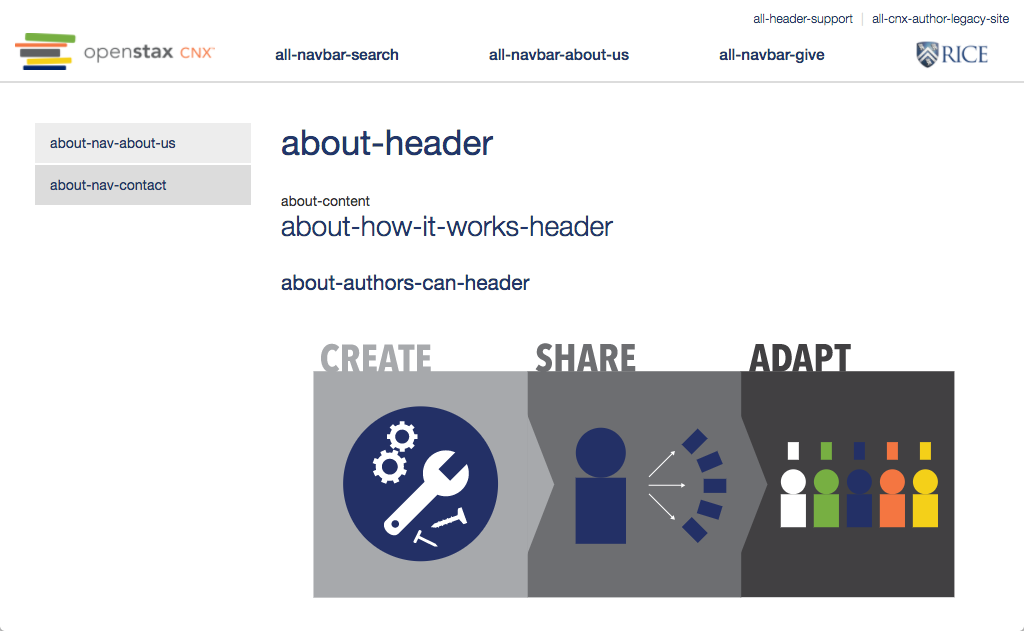 all-header-support all-cnx-author-legacy-site
openstax CNX
all-navbar-search all-navbar-about-us all-navbar-give
RICE
about-nav-about-us
about-nav-contact
about-header
about-content
about-how-it-works-header
about-authors-can-header
CREATE SHARE ADAPT